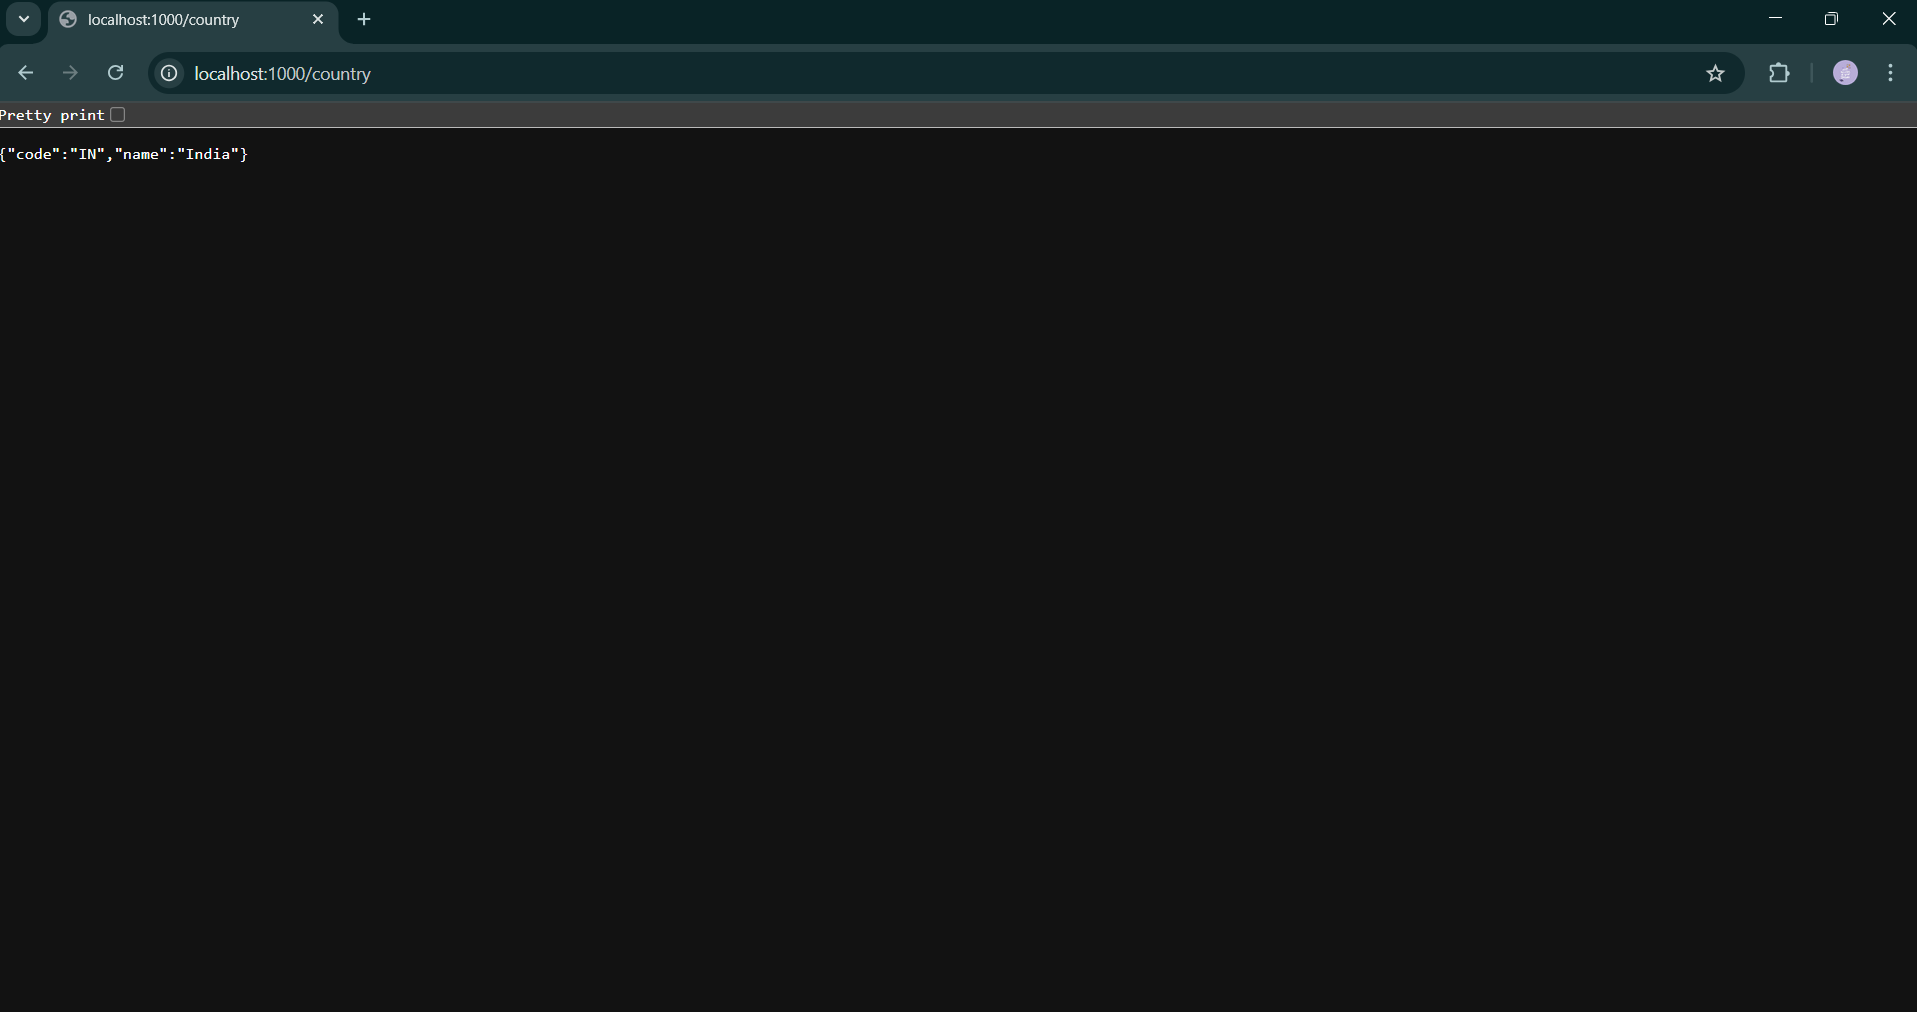 localhost:1000/country
localhost:1000/country
Pretty print
{"code":"IN","name":"India"}